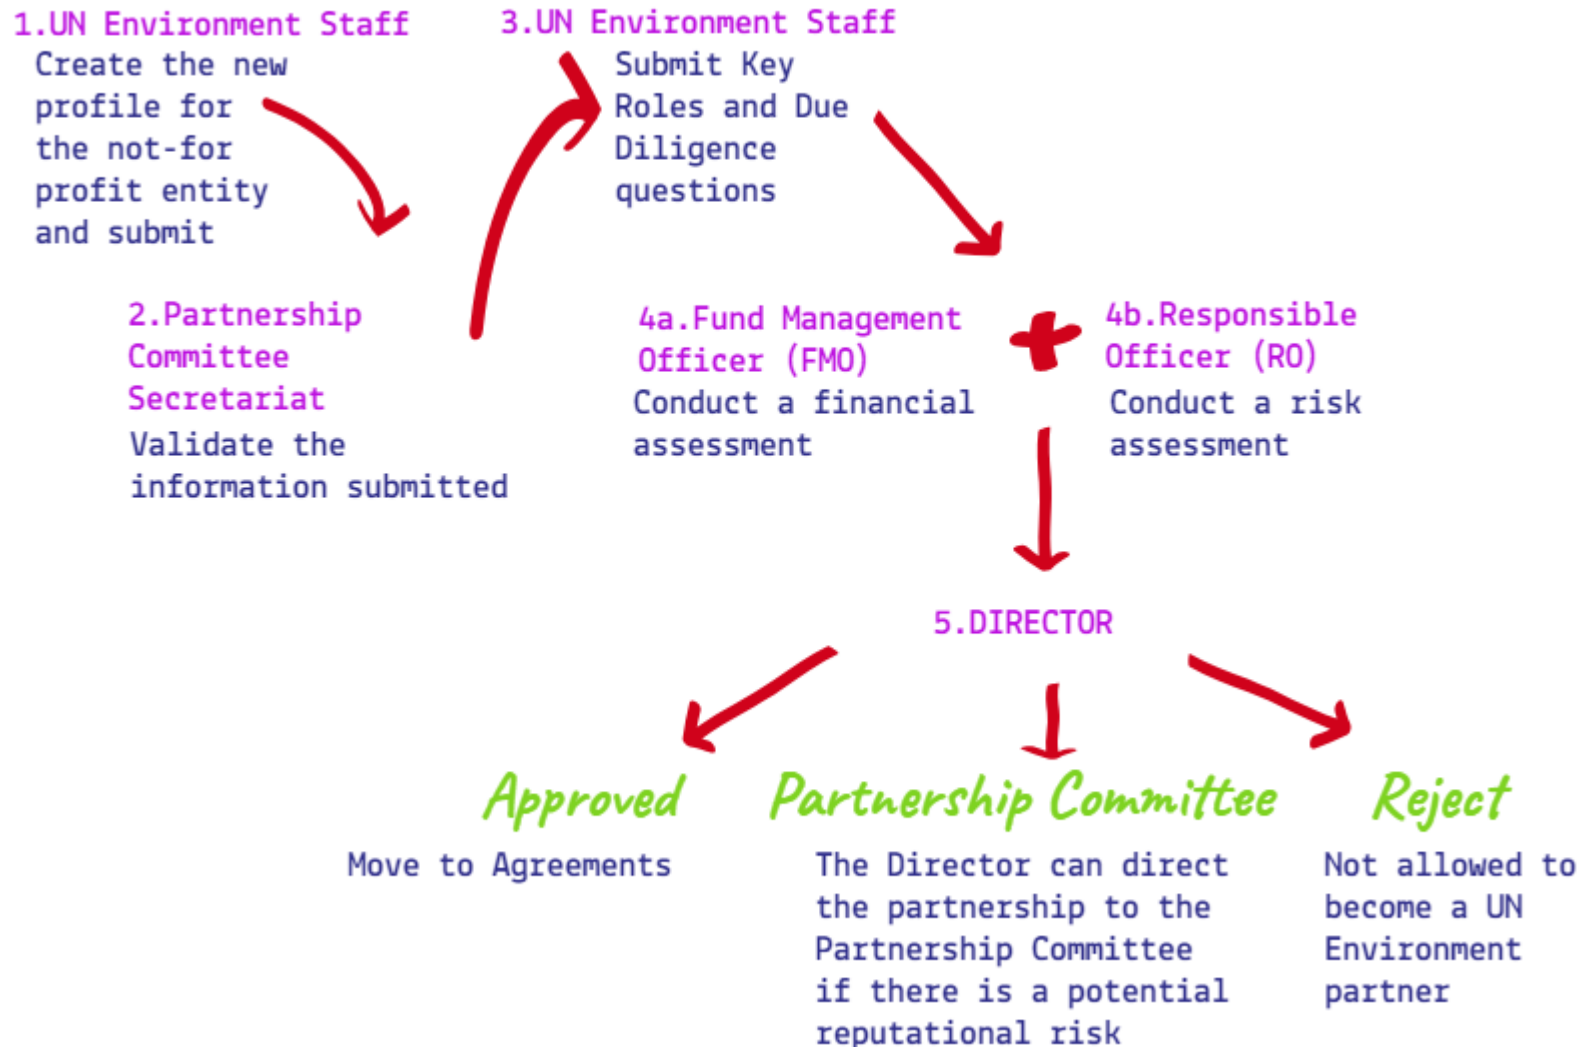 1.UN Environment Staff
Create the new
profile for
the not-for
profit entity
and submit
2.Partnership
Committee
Secretariat
Validate the
information submitted
3.UN Environment Staff
Submit Key
Roles and Due
Diligence
questions
4a.Fund Management
Officer (FMO)
Conduct a financial
assessment
4b.Responsible
Officer (RO)
Conduct a risk
assessment
5.DIRECTOR
Approved
Move to Agreements
Partnership Committee
The Director can direct
the partnership to the
Partnership Committee
if there is a potential
reputational risk
Reject
Not allowed to
become a UN
Environment
partner